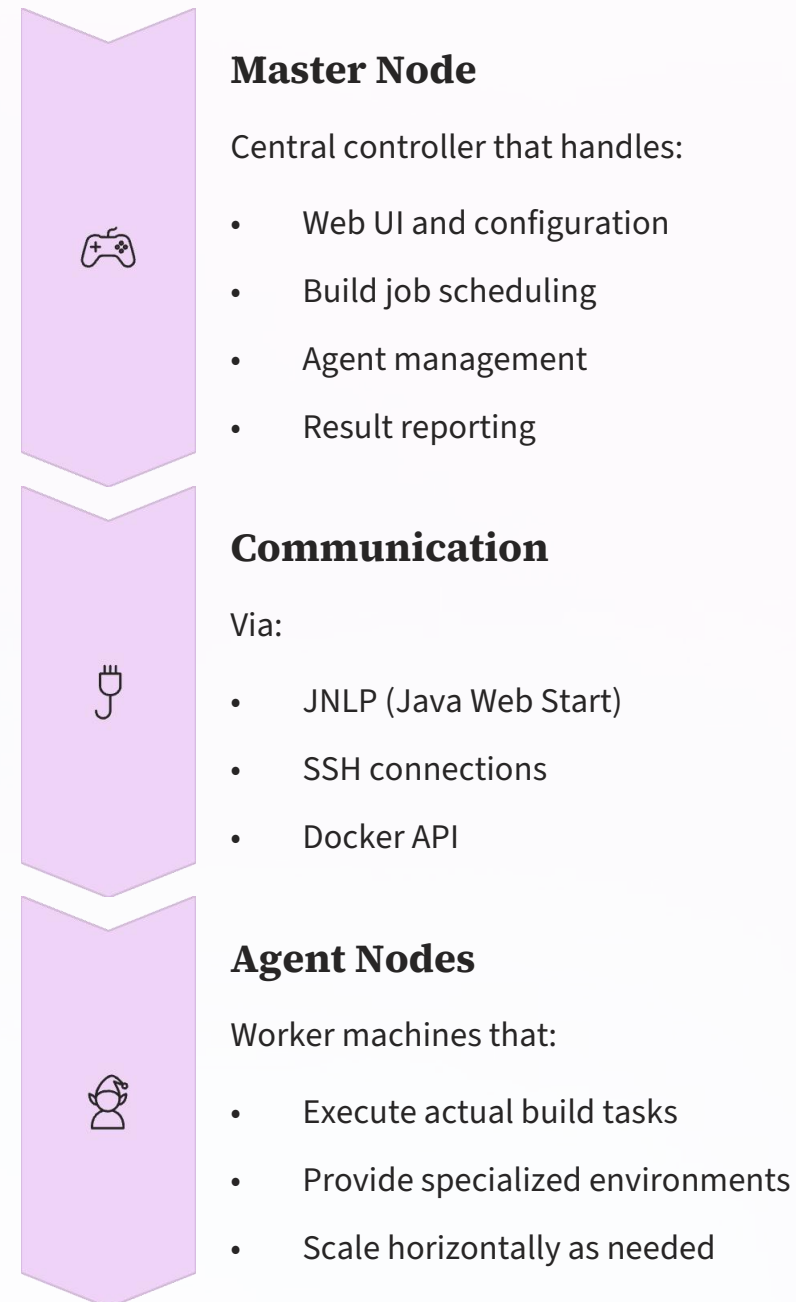 Master Node
Central controller that handles:
• Web UI and configuration
• Build job scheduling
• Agent management
• Result reporting
Communication
Via:
• JNLP (Java Web Start)
• SSH connections
• Docker API
Agent Nodes
Worker machines that:
• Execute actual build tasks
• Provide specialized environments
• Scale horizontally as needed